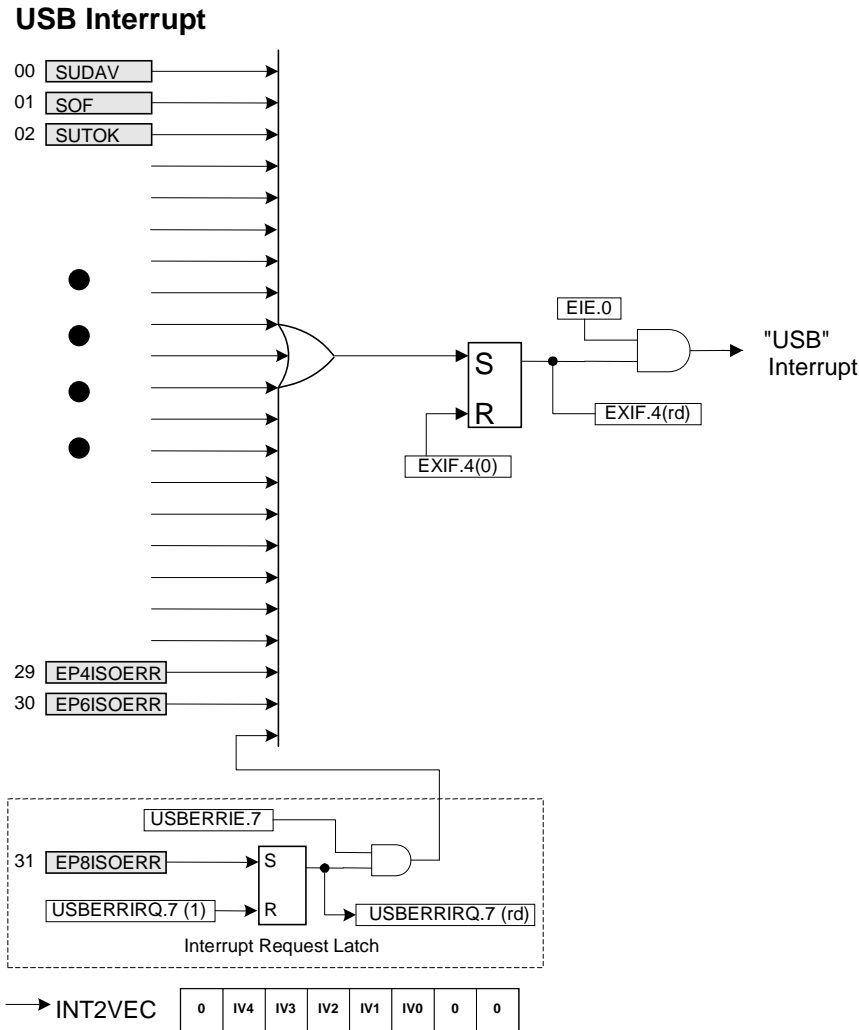 USB Interrupt
00 SUDAV
01 SOF
02 SUTOK
EIE.0
"USB"
Interrupt
S
R
EXIF.4(rd)
EXIF.4(0)
29 EP4ISOERR
30 EP6ISOERR
USBERRIE.7
31 EP8ISOERR
S
USBERRIRQ.7 (1)
R
USBERRIRQ.7 (rd)
Interrupt Request Latch
INT2VEC 0 IV4 IV3 IV2 IV1 IV0 0 0